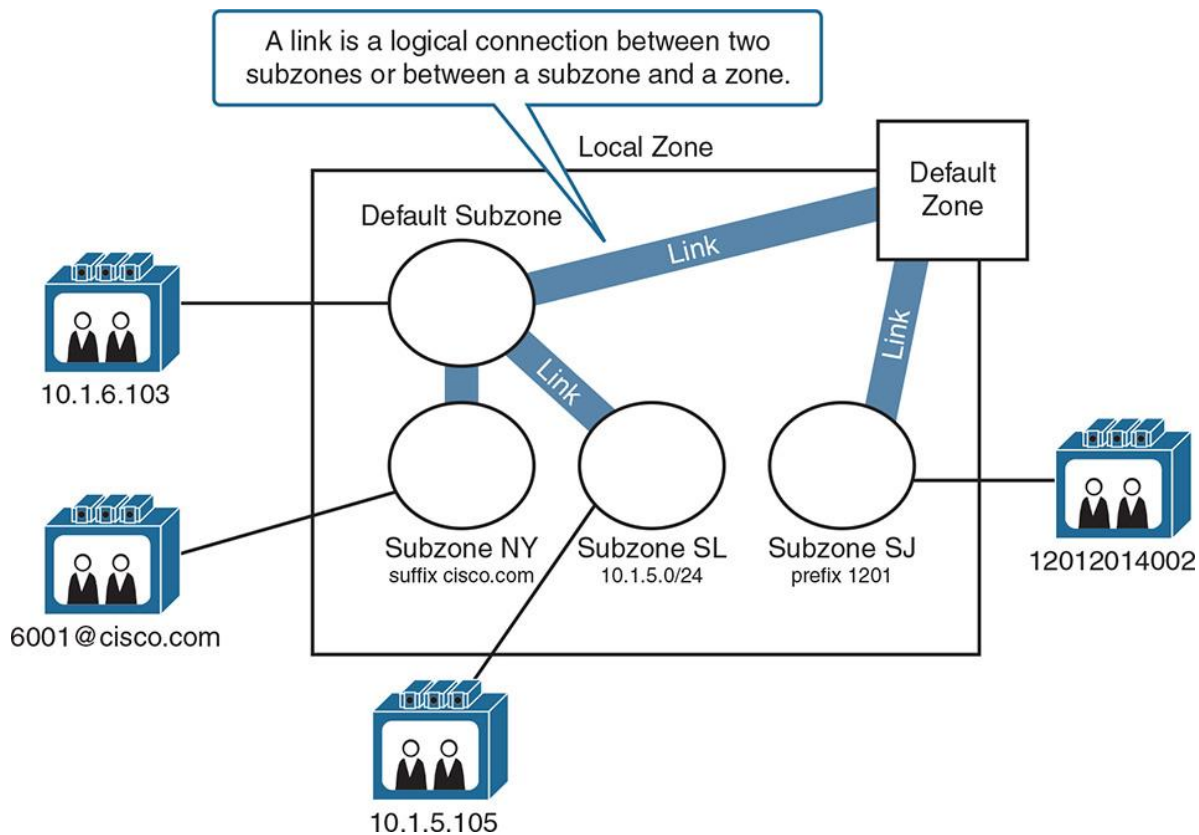 A link is a logical connection between two
subzones or between a subzone and a zone.
Local Zone
Default
Zone
Default Subzone
Link
Link
Link
10.1.6.103
Subzone NY
suffix cisco.com
Subzone SL
10.1.5.0/24
Subzone SJ
prefix 1201
12012014002
6001@cisco.com
10.1.5.105